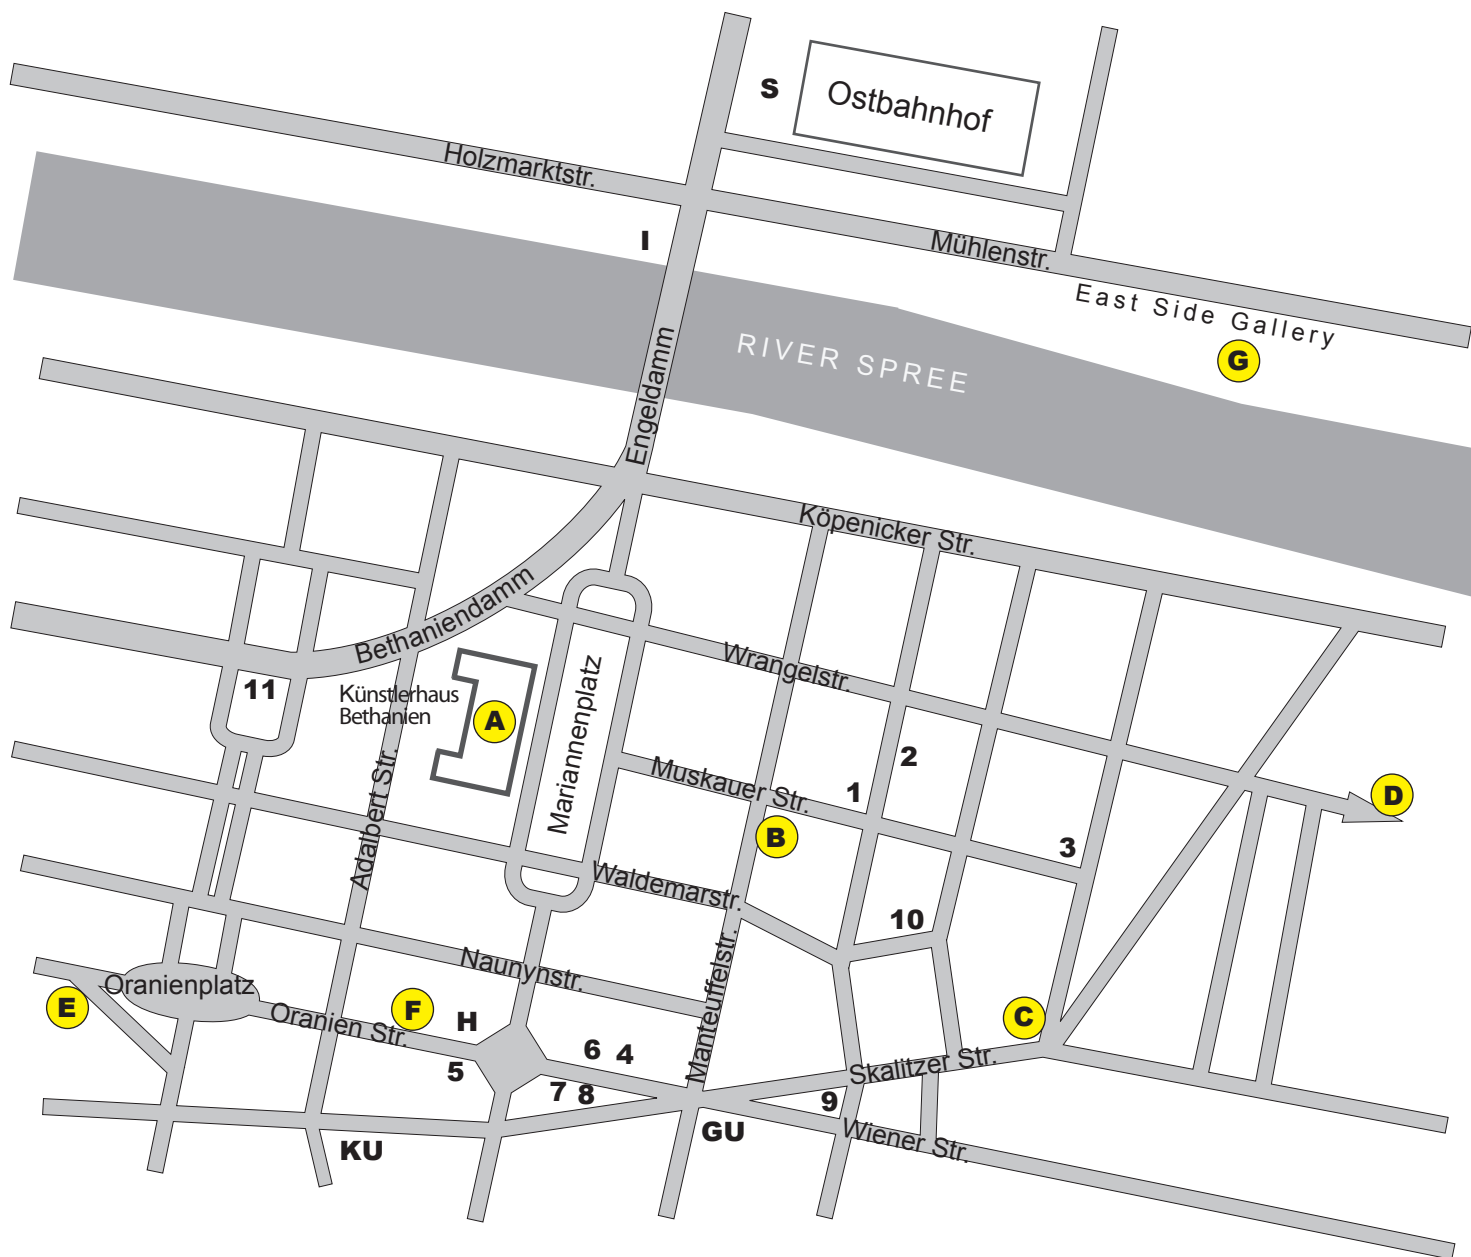 S
Ostbahnhof
Holzmarktstr.
I
Mühlenstr.
East Side Gallery
G
RIVER SPREE
Engeldamm
Köpenicker Str.
Bethaniendamm
11
Künstlerhaus
Bethanien
A
Mariannenplatz
Wrangelstr.
2
1
Muskauer Str.
B
D
3
Adalbert Str.
Waldemarstr.
10
Naunynstr.
Manteuffelstr.
Oranienplatz
E
Oranien Str.
F
H
C
5
6
4
7
8
Skalitzer Str.
9
KU
GU
Wiener Str.